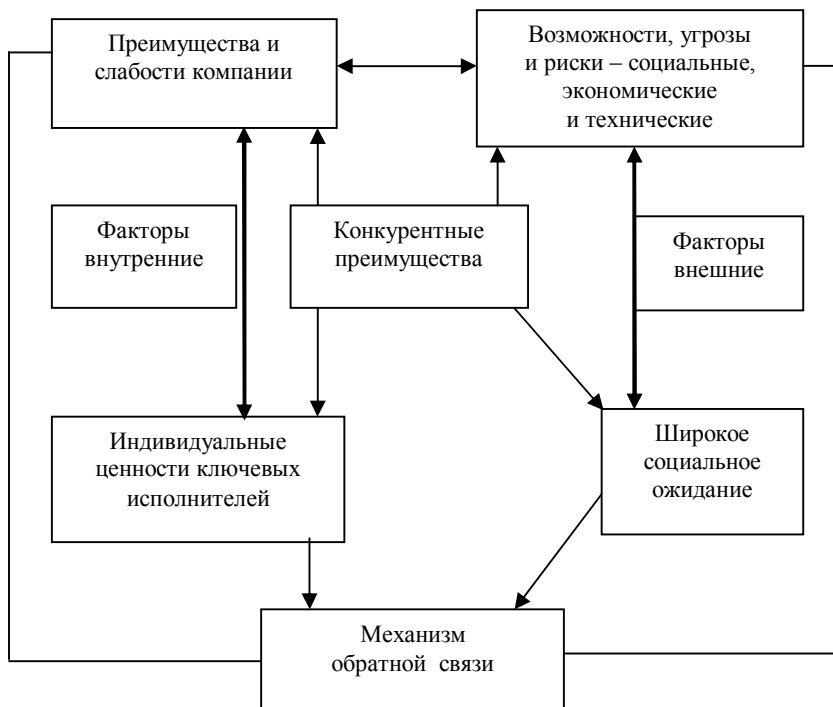 Преимущества и
слабости компании
Возможности, угрозы
и риски – социальные,
экономические
и технические
Факторы
внутренние
Конкурентные
преимущества
Факторы
внешние
Индивидуальные
ценности ключевых
исполнителей
Широкое
социальное
ожидание
Механизм
обратной связи